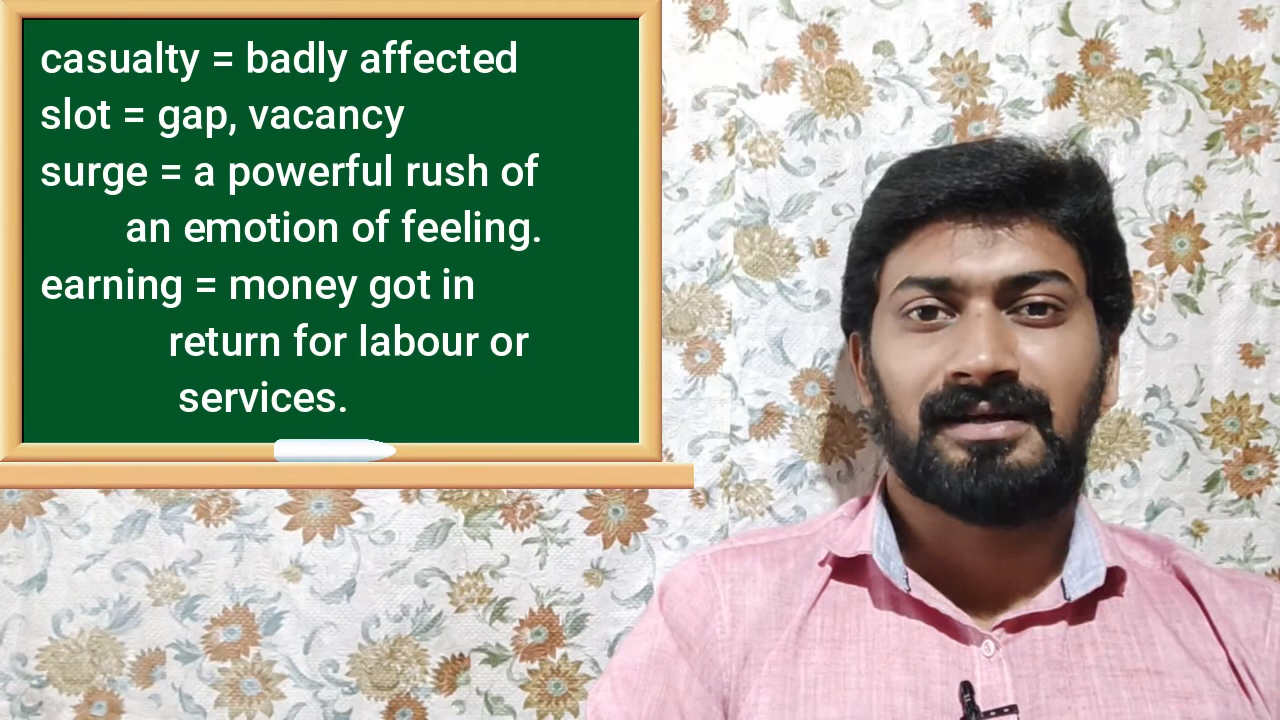 casualty = badly affected
slot = gap, vacancy
surge = a powerful rush of
an emotion of feeling.
earning = money got in
return for labour or
services.